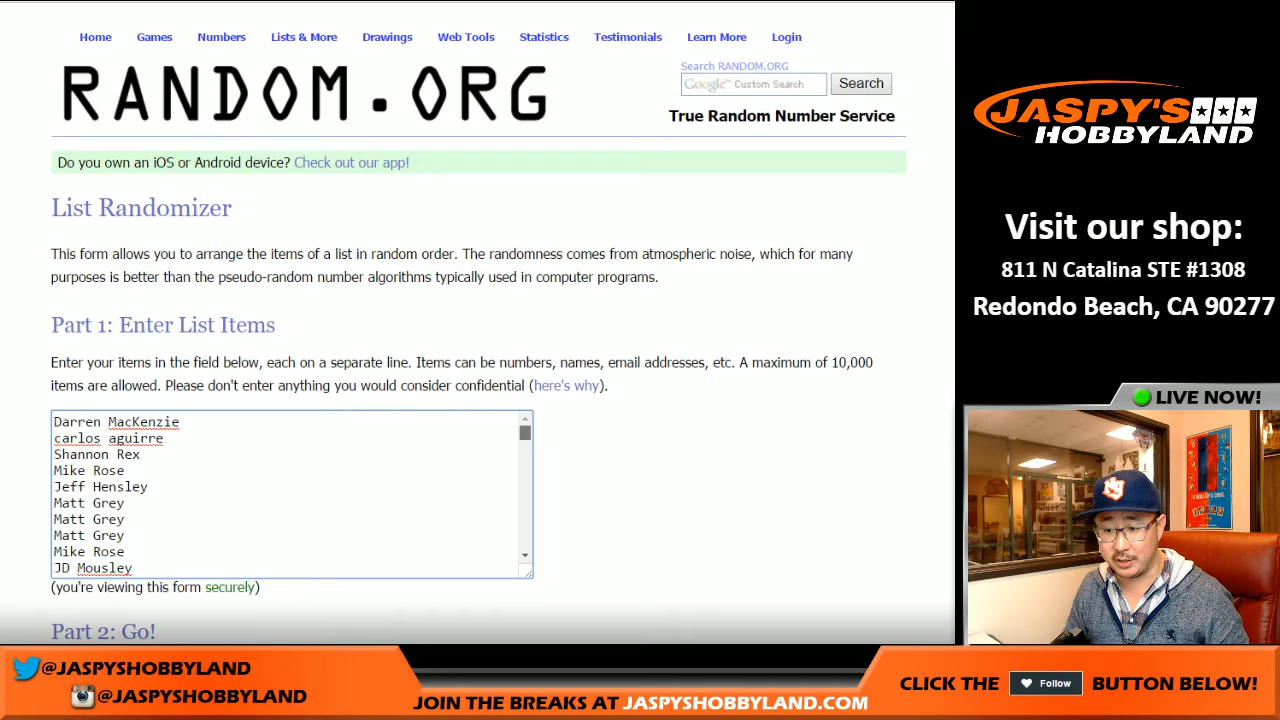 Home Games Numbers Lists & More Drawings Web Tools Statistics Testimonials Learn More Login
RANDOM.ORG
Search RANDOM.ORG
Google™ Custom Search
Search
True Random Number Service
Do you own an iOS or Android device? Check out our app!
List Randomizer
This form allows you to arrange the items of a list in random order. The randomness comes from atmospheric noise, which for many
purposes is better than the pseudo-random number algorithms typically used in computer programs.
Part 1: Enter List Items
Enter your items in the field below, each on a separate line. Items can be numbers, names, email addresses, etc. A maximum of 10,000
items are allowed. Please don't enter anything you would consider confidential (here's why).
Darren MacKenzie
carlos aguirre
Shannon Rex
Mike Rose
Jeff Hensley
Matt Grey
Matt Grey
Matt Grey
Mike Rose
JD Mousley
(you're viewing this form securely)
Part 2: Go!
JASPY'S
HOBBYLAND
Visit our shop:
811 N Catalina STE #1308
Redondo Beach, CA 90277
LIVE NOW!
@JASPYSHOBBYLAND
@JASPYSHOBBYLAND
JOIN THE BREAKS AT JASPYSHOBBYLAND.COM
CLICK THE Follow BUTTON BELOW!